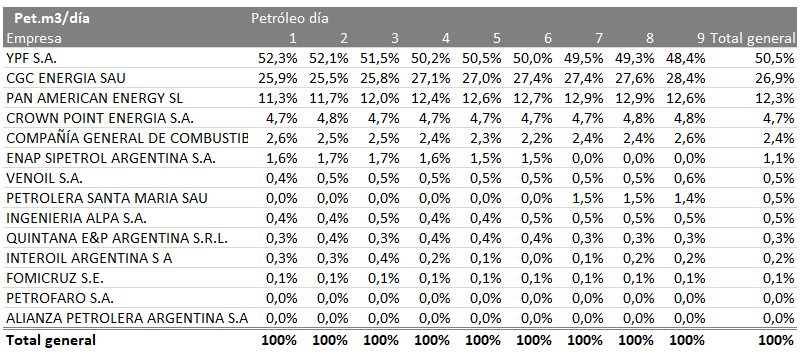 Pet.m3/día Petróleo día
Empresa 1 2 3 4 5 6 7 8 9 Total general
YPF S.A. 52,3% 52,1% 51,5% 50,2% 50,5% 50,0% 49,5% 49,3% 48,4% 50,5%
CGC ENERGIA SAU 25,9% 25,5% 25,8% 27,1% 27,0% 27,4% 27,4% 27,6% 28,4% 26,9%
PAN AMERICAN ENERGY SL 11,3% 11,7% 12,0% 12,4% 12,6% 12,7% 12,9% 12,9% 12,6% 12,3%
CROWN POINT ENERGIA S.A. 4,7% 4,8% 4,7% 4,7% 4,7% 4,7% 4,7% 4,8% 4,8% 4,7%
COMPAÑÍA GENERAL DE COMBUSTIB 2,6% 2,5% 2,5% 2,4% 2,3% 2,2% 2,4% 2,4% 2,6% 2,4%
ENAP SIPETROL ARGENTINA S.A. 1,6% 1,7% 1,7% 1,6% 1,5% 1,5% 0,0% 0,0% 0,0% 1,1%
VENOIL S.A. 0,4% 0,5% 0,5% 0,5% 0,5% 0,5% 0,5% 0,5% 0,6% 0,5%
PETROLERA SANTA MARIA SAU 0,0% 0,0% 0,0% 0,0% 0,0% 0,0% 1,5% 1,5% 1,4% 0,5%
INGENIERIA ALPA S.A. 0,4% 0,4% 0,5% 0,4% 0,4% 0,5% 0,5% 0,5% 0,5% 0,5%
QUINTANA E&P ARGENTINA S.R.L. 0,3% 0,4% 0,3% 0,4% 0,4% 0,4% 0,3% 0,3% 0,3% 0,3%
INTEROIL ARGENTINA S A 0,3% 0,3% 0,4% 0,2% 0,1% 0,0% 0,1% 0,2% 0,2% 0,2%
FOMICRUZ S.E. 0,1% 0,1% 0,1% 0,1% 0,1% 0,1% 0,1% 0,1% 0,1% 0,1%
PETROFARO S.A. 0,0% 0,0% 0,0% 0,0% 0,0% 0,0% 0,0% 0,0% 0,0% 0,0%
ALIANZA PETROLERA ARGENTINA S.A 0,0% 0,0% 0,0% 0,0% 0,0% 0,0% 0,0% 0,0% 0,0% 0,0%
Total general 100% 100% 100% 100% 100% 100% 100% 100% 100% 100%